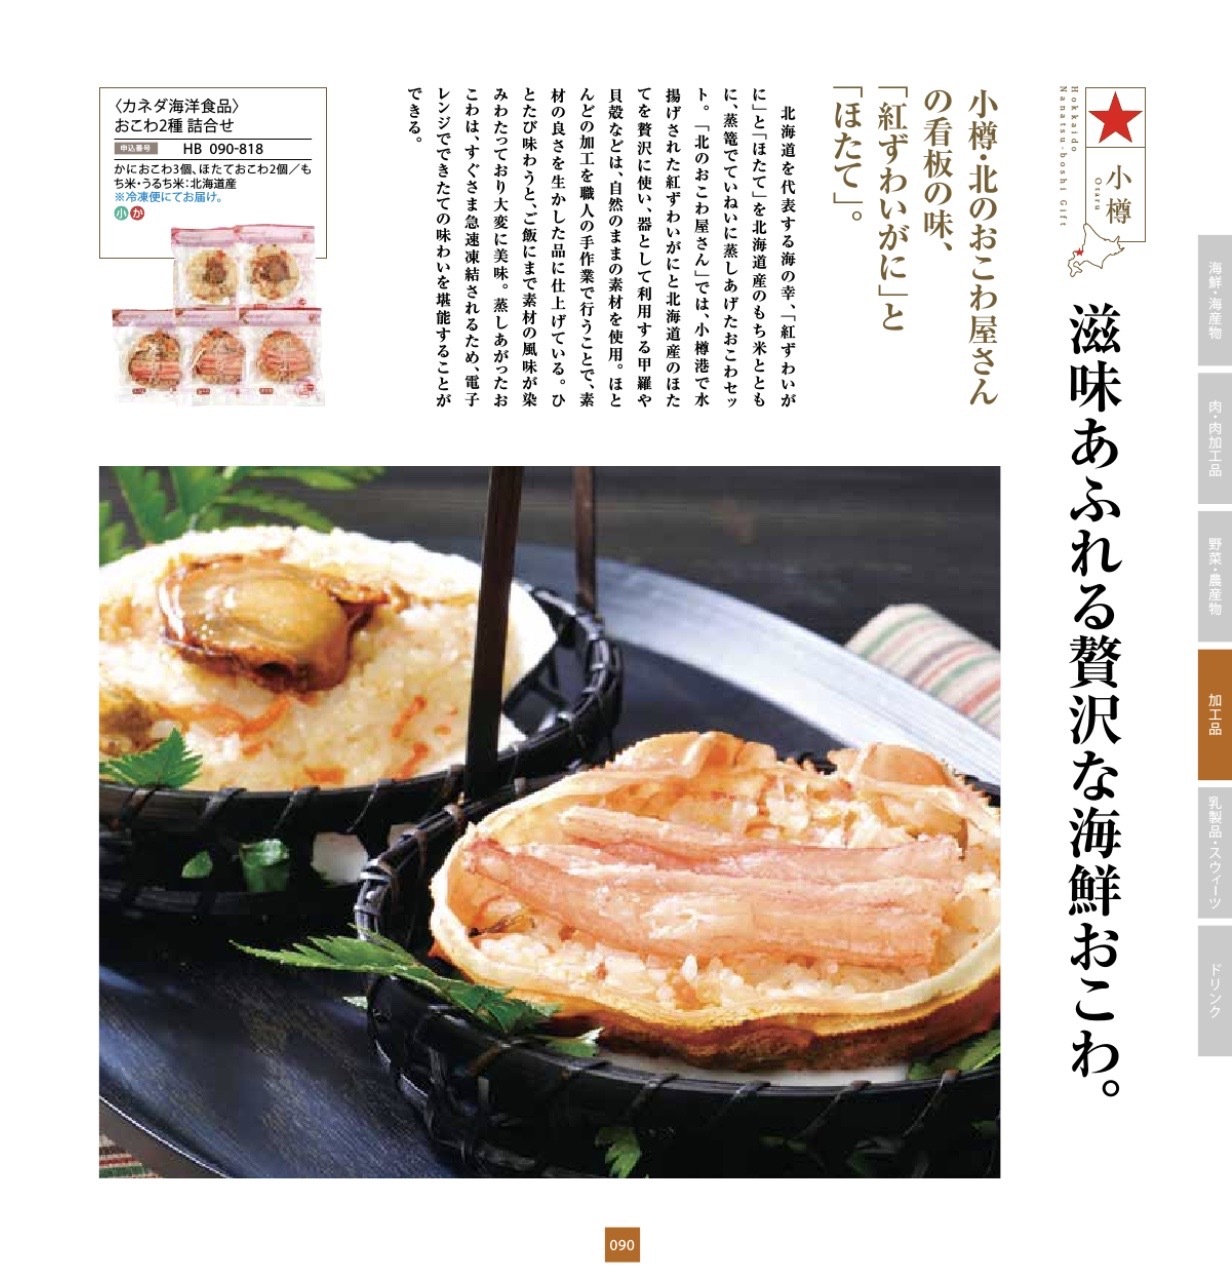 小樽
Otaru
Hokkaido
Nanatsu-boshi Gift
滋味あふれる贅沢な海鮮おこわ。
小樽・北のおこわ屋さん
の看板の味、
「紅ずわいがに」と
「ほたて」。
北海道を代表する海の幸、「紅ずわいが
に」と「ほたて」を北海道産のもち米ととも
に、蒸篭でていねいに蒸しあげたおこわセッ
ト。「北のおこわ屋さん」では、小樽港で水
揚げされた紅ずわいがにと北海道産のほた
てを贅沢に使い、器として利用する甲羅や
貝殻などは、自然のままの素材を使用。ほと
んどの加工を職人の手作業で行うことで、素
材の良さを生かした品に仕上げている。ひ
とたび味わうと、ご飯にまで素材の風味が染
みわたっており大変に美味。蒸しあがったお
こわは、すぐさま急速凍結されるため、電子
レンジでできたての味わいを堪能することが
できる。
〈カネダ海洋食品〉
おこわ2種 詰合せ
申込番号 HB 090-818
かにおこわ3個、ほたておこわ2個／も
ち米・うるち米：北海道産
※冷凍便にてお届け。
小 か
海鮮・海産物
肉・肉加工品
野菜・農産物
加工品
乳製品・スウィーツ
ドリンク
090